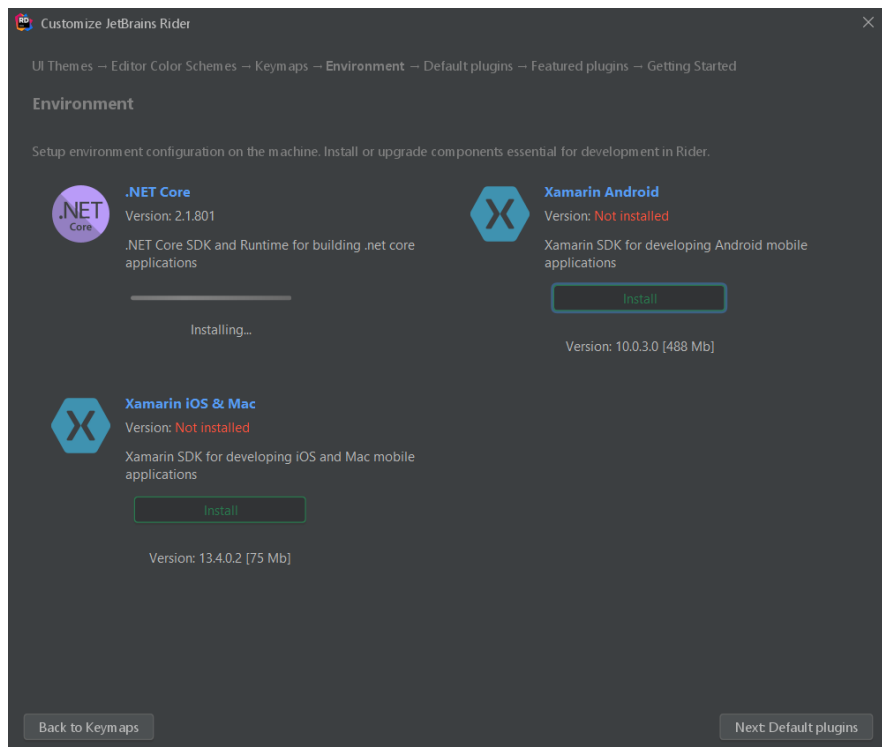 RD
Customize JetBrains Rider
UI Themes → Editor Color Schemes → Keymaps → Environment → Default plugins → Featured plugins → Getting Started
Environment
Setup environment configuration on the machine. Install or upgrade components essential for development in Rider.
.NET
Core
.NET Core
Version: 2.1.801
.NET Core SDK and Runtime for building .net core
applications
Installing...
Xamarin Android
Version: Not installed
Xamarin SDK for developing Android mobile
applications
Install
Version: 10.0.3.0 [488 Mb]
Xamarin iOS & Mac
Version: Not installed
Xamarin SDK for developing iOS and Mac mobile
applications
Install
Version: 13.4.0.2 [75 Mb]
Back to Keymaps
Next: Default plugins